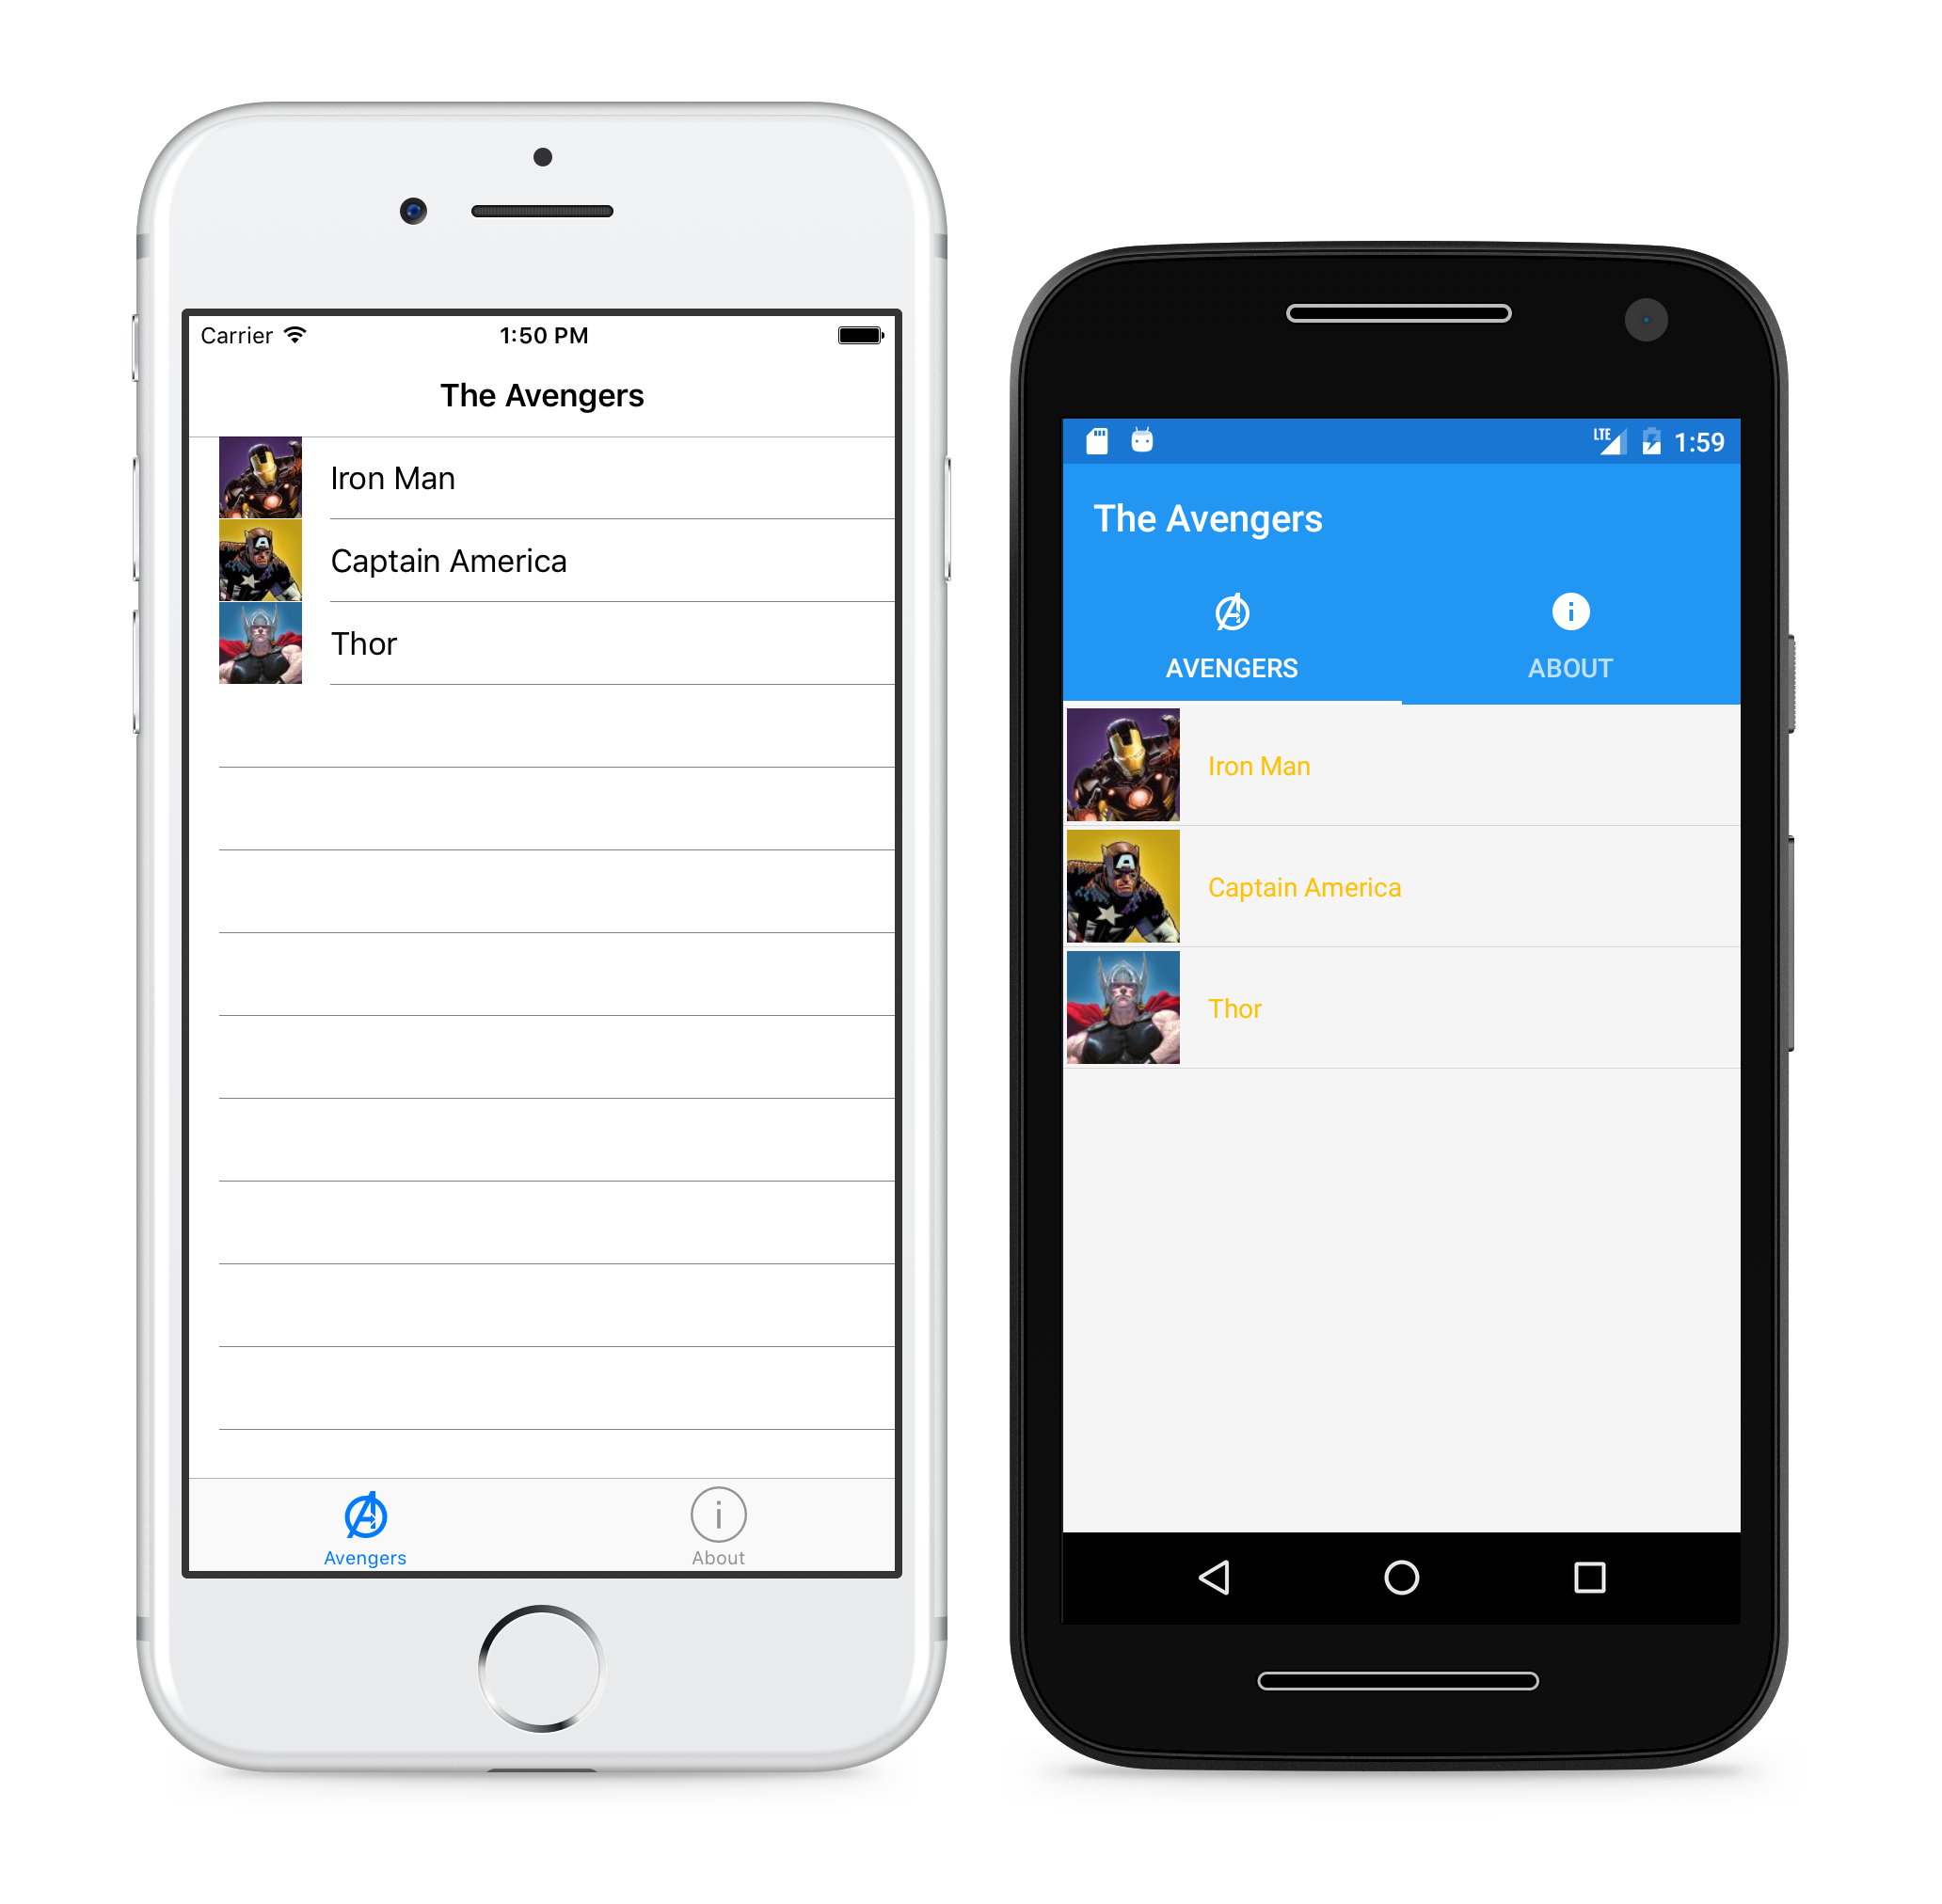 Carrier 1:50 PM
The Avengers
Iron Man
Captain America
Thor
Avengers About
LTE 1:59
The Avengers
AVENGERS ABOUT
Iron Man
Captain America
Thor